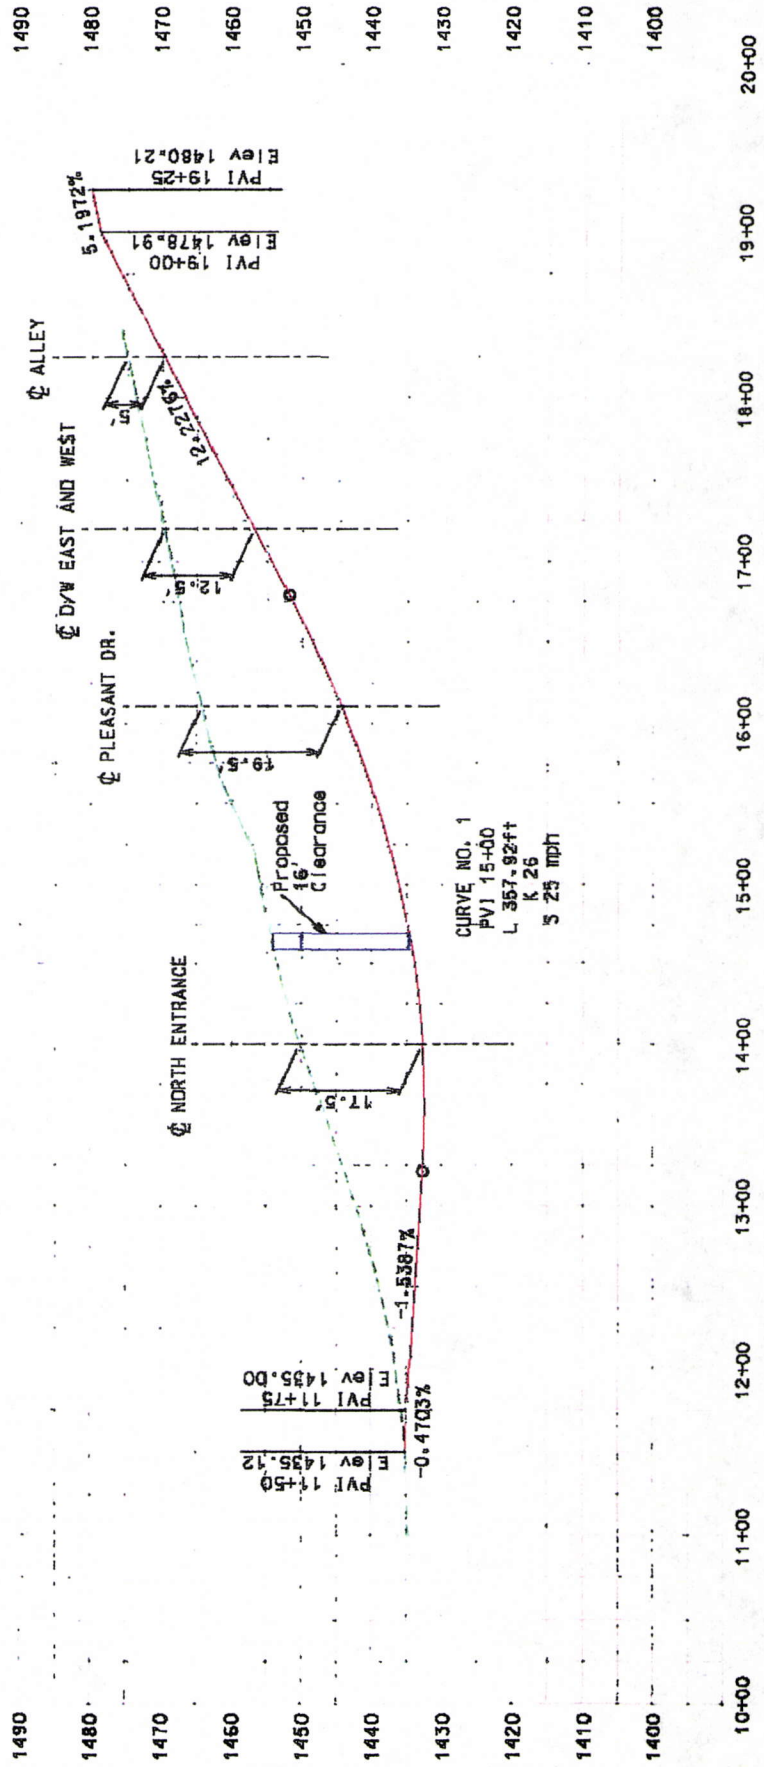 1490
1480
1470
1460
1450
1440
1430
1420
1410
1400
1490
1480
1470
1460
1450
1440
1430
1420
1410
1400
10+00
11+00
12+00
13+00
14+00
15+00
16+00
17+00
18+00
19+00
20+00
PVI 11+50
Elev 1435.12
PVI 11+75
Elev 1435.00
-0.4703%
-1.5387%
℄ NORTH ENTRANCE
17.5'
Proposed
16'
Clearance
CURVE NO. 1
PVI 15+00
L 357.92ft
K 26
S 25 mph
℄ PLEASANT DR.
19.5'
℄ D/W EAST AND WEST
12.5'
℄ ALLEY
5'
12.2276%
5.1972%
PVI 19+00
Elev 1478.91
PVI 19+25
Elev 1480.21